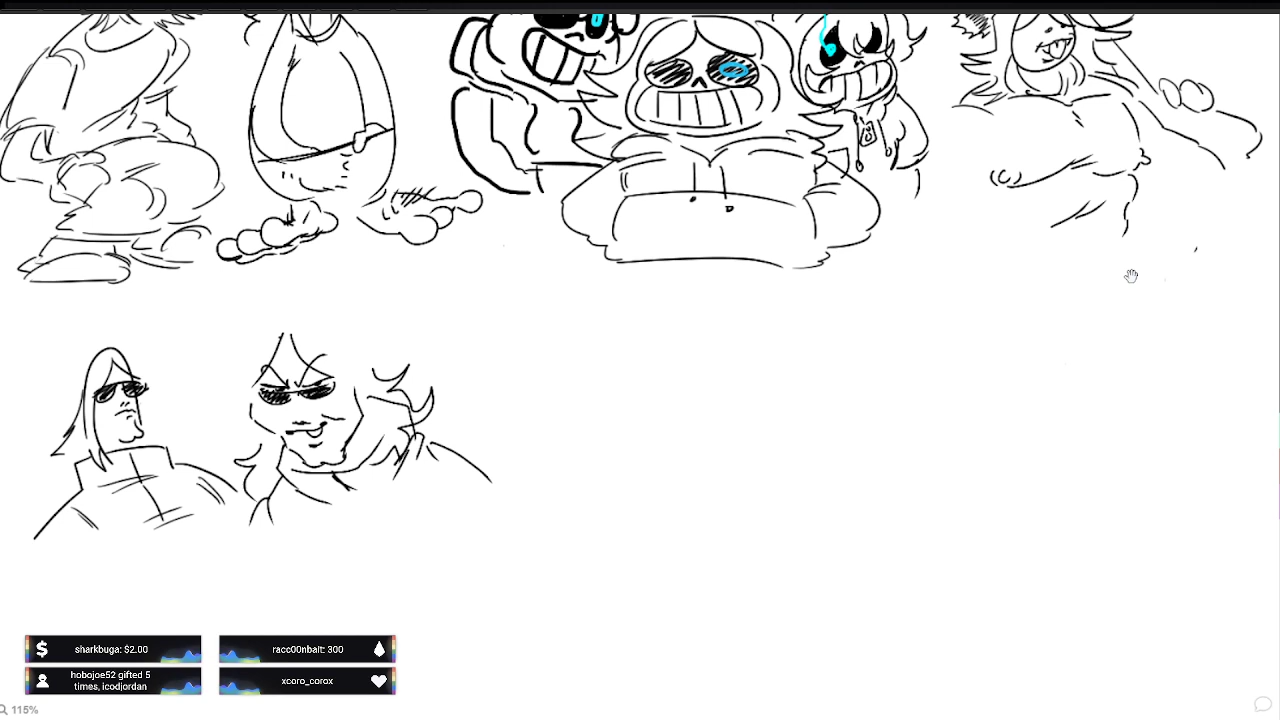 sharkbuga: $2.00
racc00nbait: 300
hobojoe52 gifted 5
times, icodjordan
xcoro_corox
115%